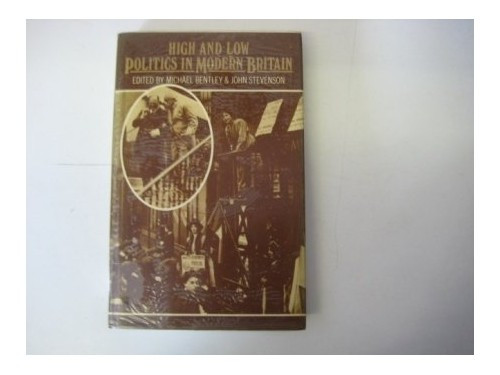 HIGH AND LOW
POLITICS IN MODERN BRITAIN
EDITED BY MICHAEL BENTLEY & JOHN STEVENSON